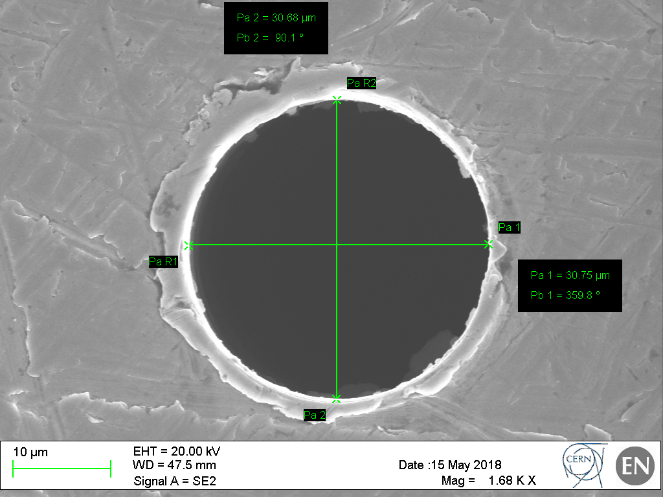 Pa 2 = 30.68 µm
Pb 2 = 90.1 °
Pa R2
Pa 1
Pa R1
Pa 1 = 30.75 µm
Pb 1 = 359.8 °
Pa 2
10 µm
EHT = 20.00 kV
WD = 47.5 mm
Signal A = SE2
Date :15 May 2018
Mag = 1.68 K X
CERN
EN